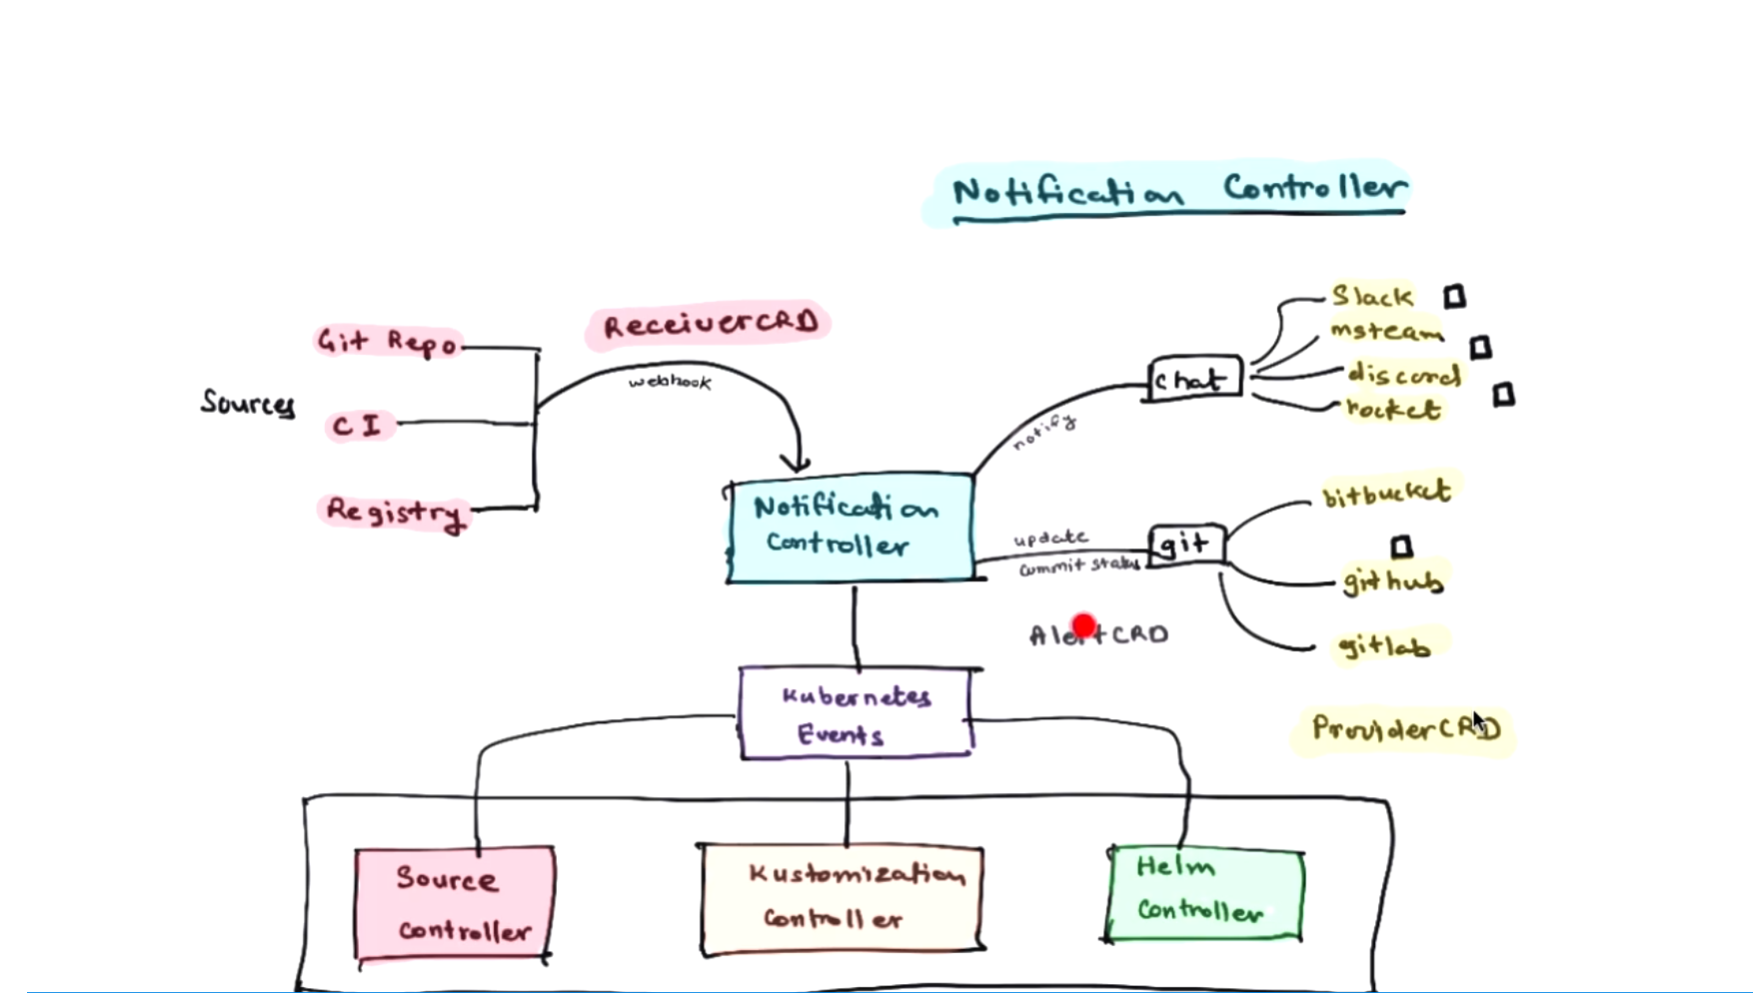 Notification Controller
Sources
Git Repo
CI
Registry
ReceiverCRD
webhook
Notification
Controller
notify
chat
Slack
msteam
discord
rocket
update
commit status
git
bitbucket
github
gitlab
AlertCRD
ProviderCRD
Kubernetes
Events
Source
Controller
Kustomization
Controller
Helm
Controller